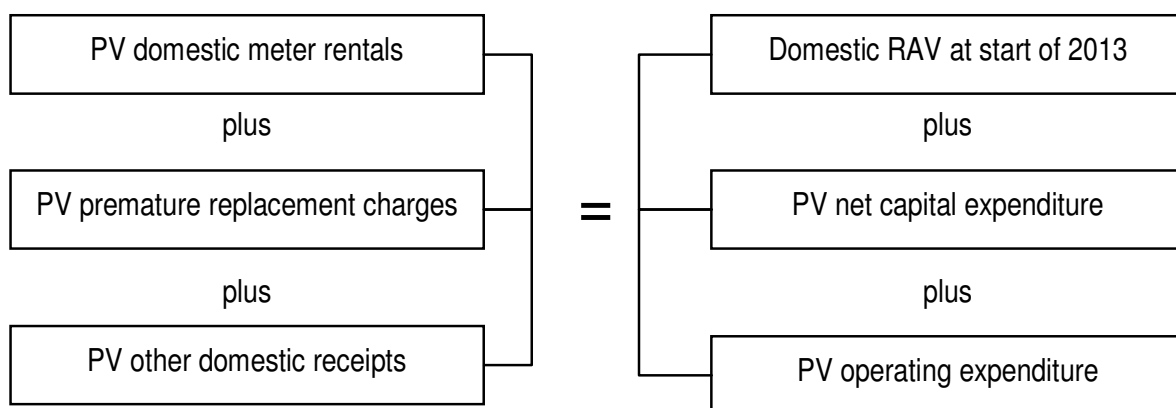 PV domestic meter rentals
plus
PV premature replacement charges
plus
PV other domestic receipts
=
Domestic RAV at start of 2013
plus
PV net capital expenditure
plus
PV operating expenditure